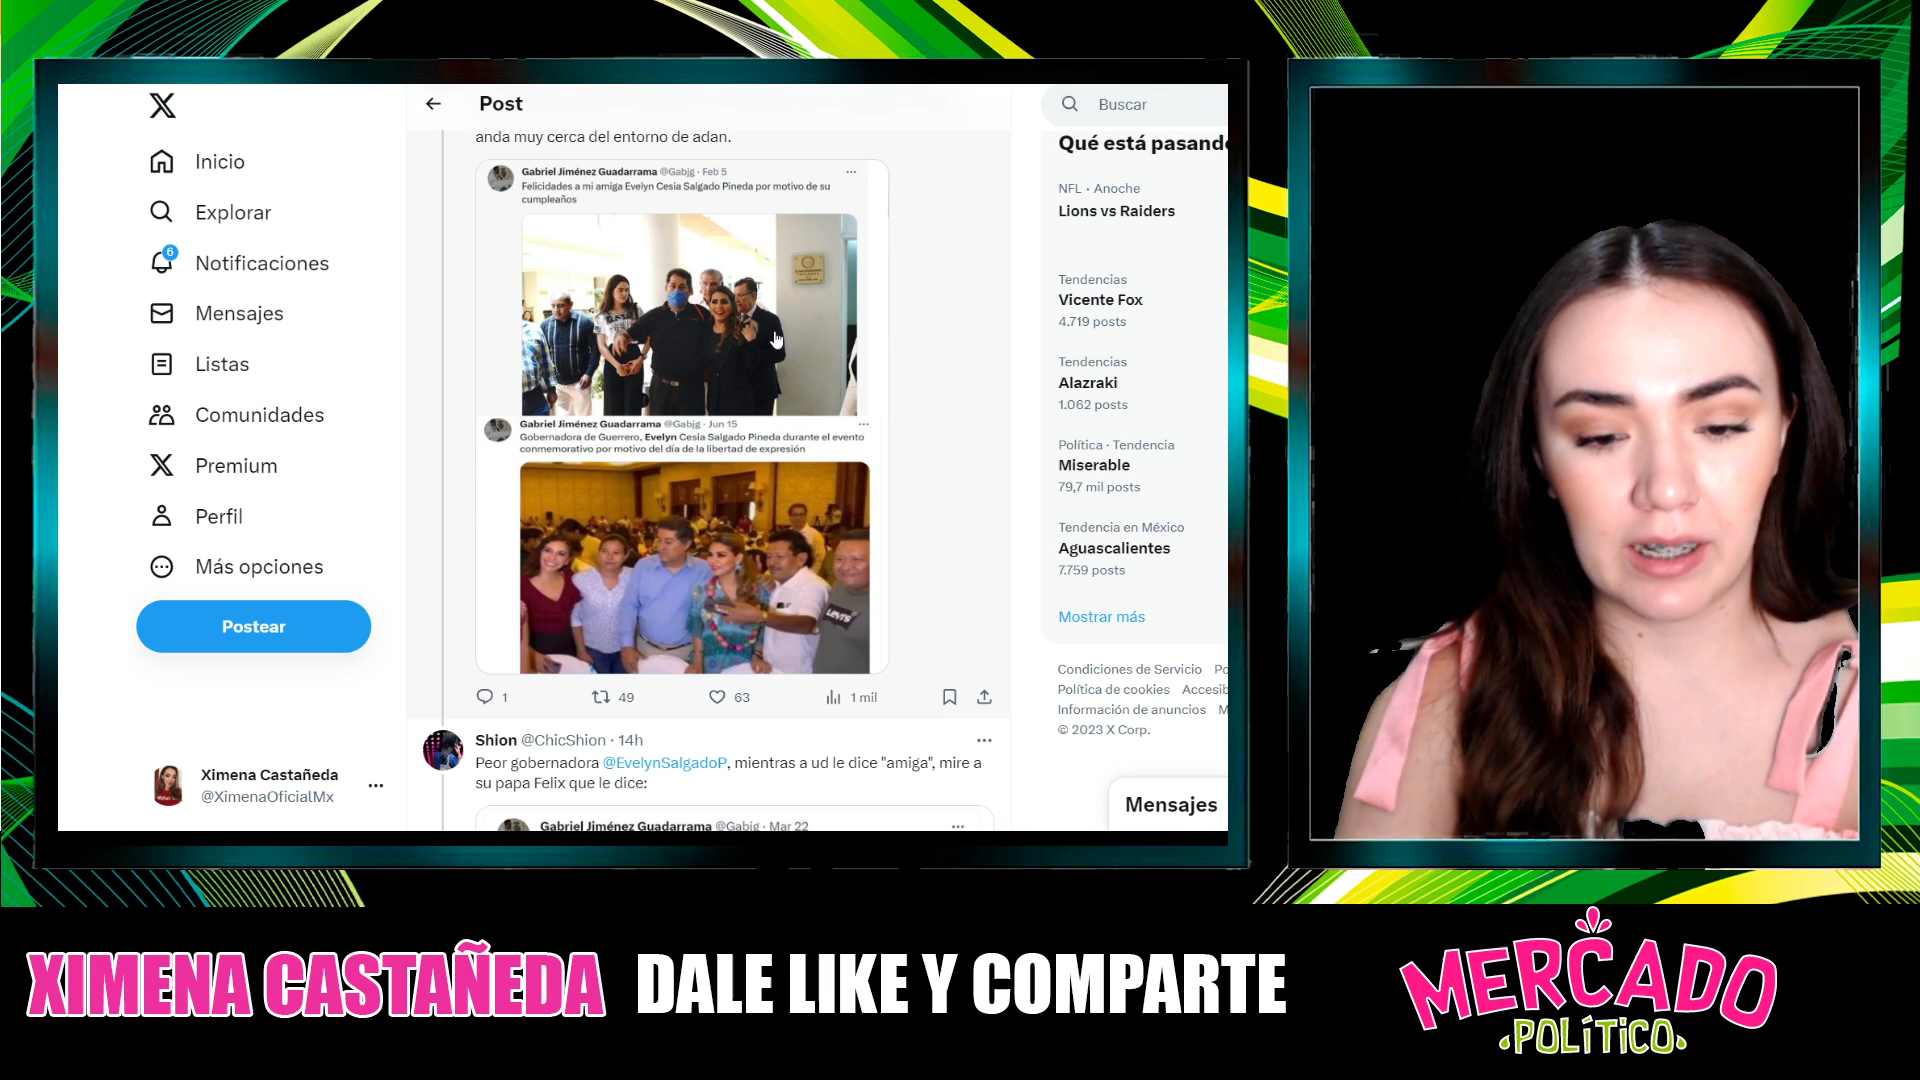 Inicio
Explorar
6
Notificaciones
Mensajes
Listas
Comunidades
Premium
Perfil
Más opciones
Postear
Ximena Castañeda
@XimenaOficialMx
Post
anda muy cerca del entorno de adan.
Gabriel Jiménez Guadarrama @Gabjg · Feb 5
Felicidades a mi amiga Evelyn Cesia Salgado Pineda por motivo de su
cumpleaños
Gabriel Jiménez Guadarrama @Gabjg · Jun 15
Gobernadora de Guerrero, Evelyn Cesia Salgado Pineda durante el evento
conmemorativo por motivo del día de la libertad de expresión
LEVI'S
1 49 63 1 mil
Shion @ChicShion · 14h
Peor gobernadora @EvelynSalgadoP, mientras a ud le dice "amiga", mire a
su papa Felix que le dice:
Gabriel Jiménez Guadarrama @Gabjg · Mar 22
Buscar
Qué está pasand
NFL · Anoche
Lions vs Raiders
Tendencias
Vicente Fox
4.719 posts
Tendencias
Alazraki
1.062 posts
Política · Tendencia
Miserable
79,7 mil posts
Tendencia en México
Aguascalientes
7.759 posts
Mostrar más
Condiciones de Servicio Po
Política de cookies Accesib
Información de anuncios M
© 2023 X Corp.
Mensajes
XIMENA CASTAÑEDA DALE LIKE Y COMPARTE
MERCADO
POLÍTICO